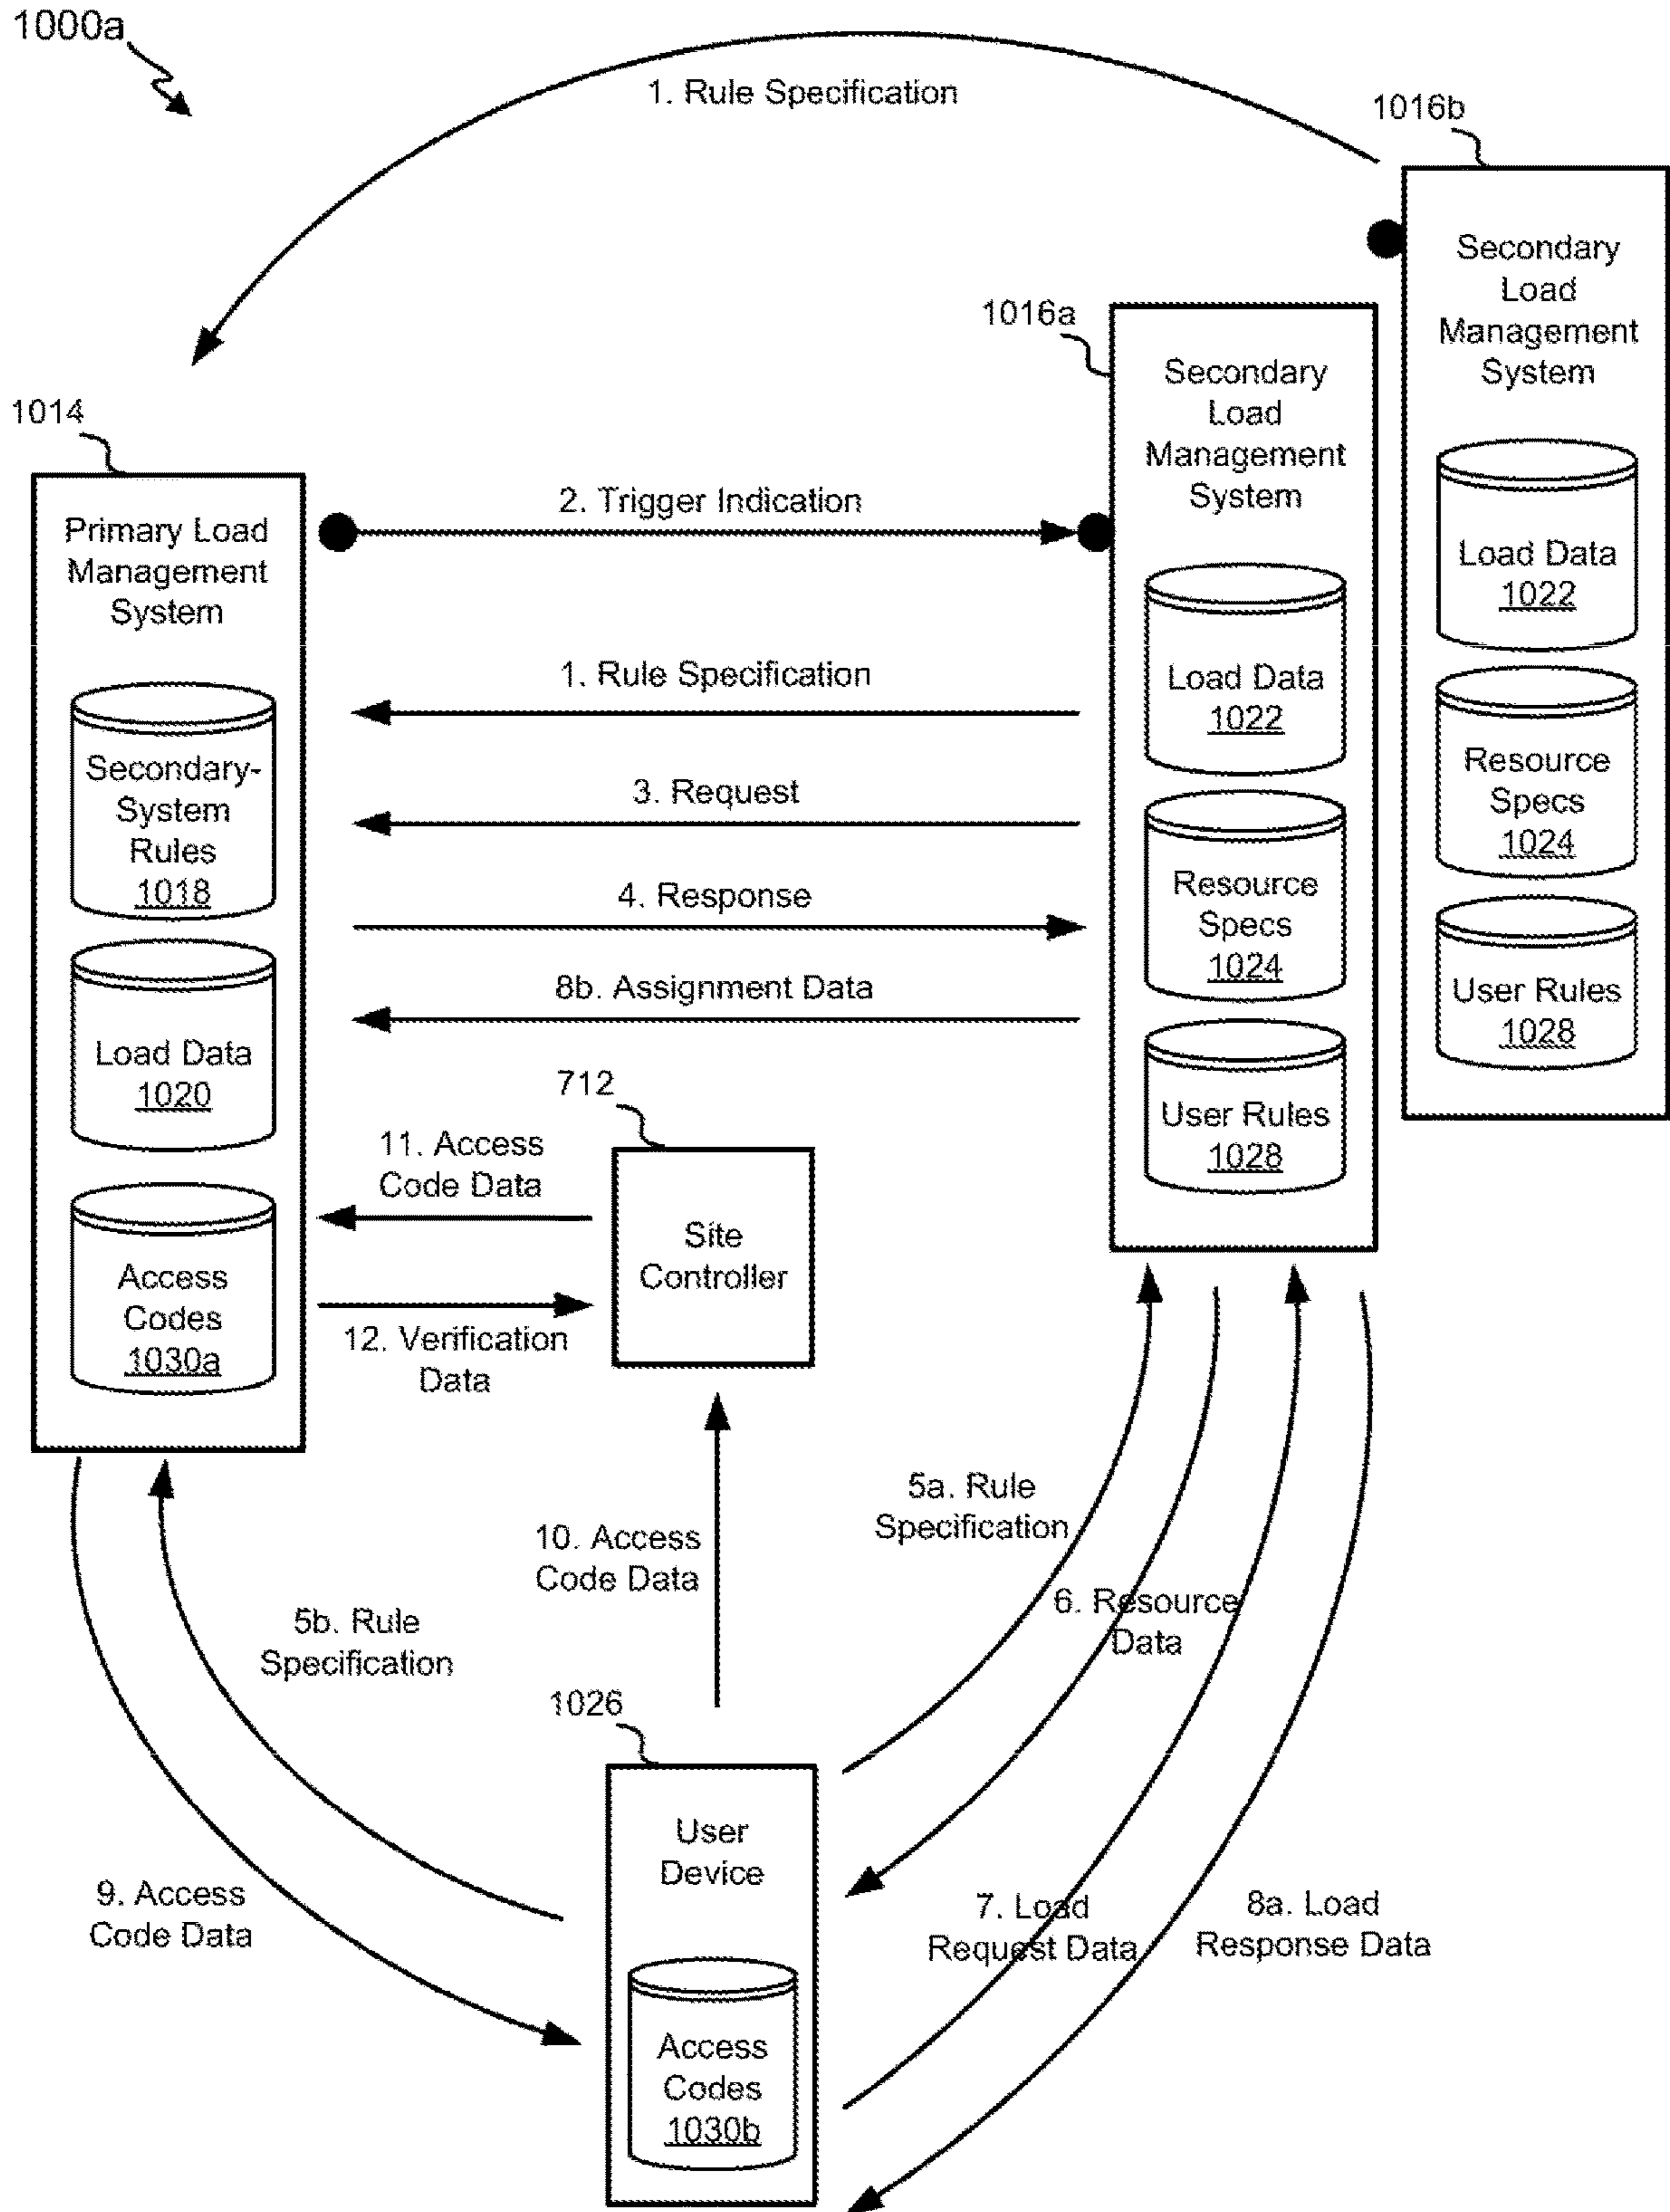 1000a
1. Rule Specification
1016b
Secondary
Load
Management
System
Load Data
1022
Resource
Specs
1024
User Rules
1028
1016a
Secondary
Load
Management
System
Load Data
1022
Resource
Specs
1024
User Rules
1028
1014
Primary Load
Management
System
Secondary-
System
Rules
1018
Load Data
1020
Access
Codes
1030a
2. Trigger Indication
1. Rule Specification
3. Request
4. Response
8b. Assignment Data
712
Site
Controller
11. Access
Code Data
12. Verification
Data
10. Access
Code Data
5a. Rule
Specification
6. Resource
Data
5b. Rule
Specification
1026
User
Device
Access
Codes
1030b
9. Access
Code Data
7. Load
Request Data
8a. Load
Response Data